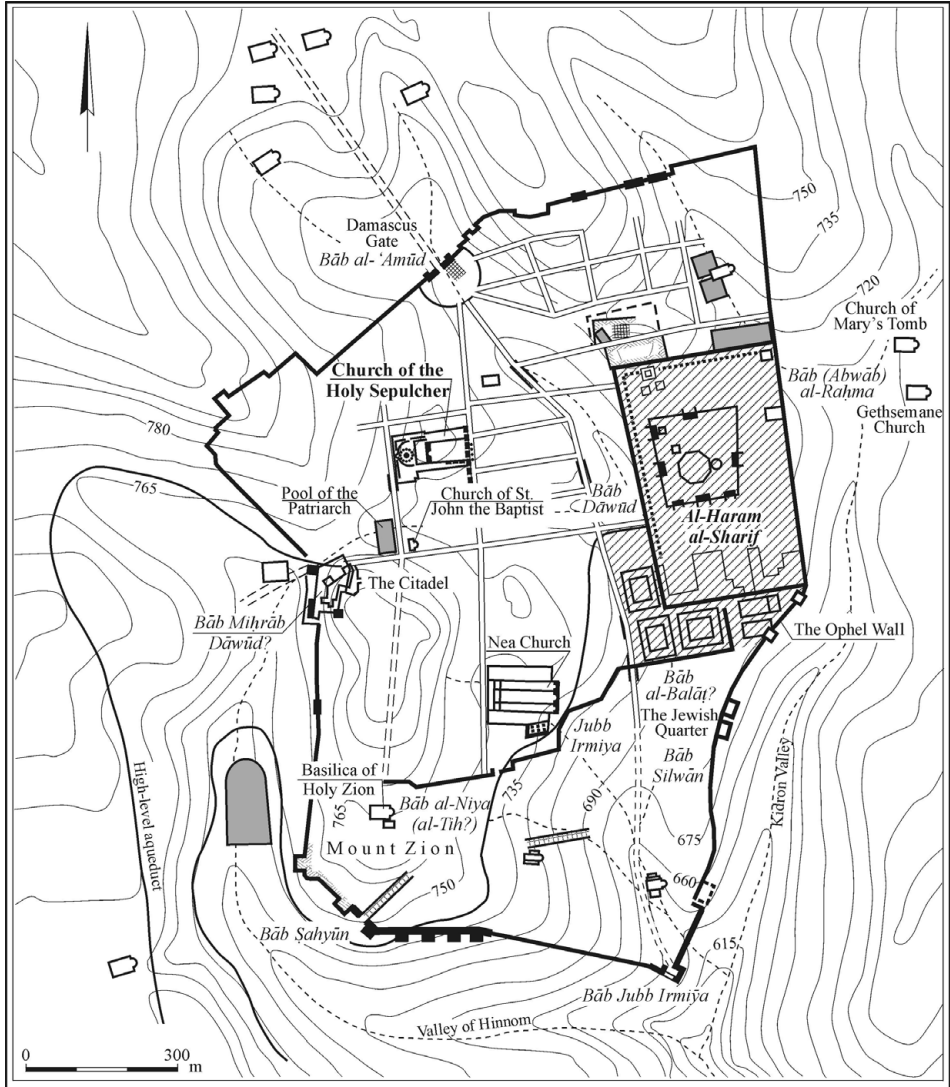 Damascus
Gate
Bāb al-‘Amūd
750
735
720
Church of
Mary's Tomb
Church of the
Holy Sepulcher
Bāb (Abwāb)
al-Raḥma
Gethsemane
Church
780
765
Pool of the
Patriarch
Church of St.
John the Baptist
Bāb
Dāwūd
Al-Haram
al-Sharif
The Citadel
Bāb Miḥrāb
Dāwūd?
Nea Church
The Ophel Wall
Bāb
al-Balāṭ?
The Jewish
Quarter
Jubb
Irmiya
Bāb
Silwān
High-level aqueduct
Kidron Valley
Basilica of
Holy Zion
765
Bāb al-Niya
(al-Tih?)
735
690
Mount Zion
675
750
660
Bāb Ṣahyūn
615
Bāb Jubb Irmiȳa
Valley of Hinnom
0 300
m